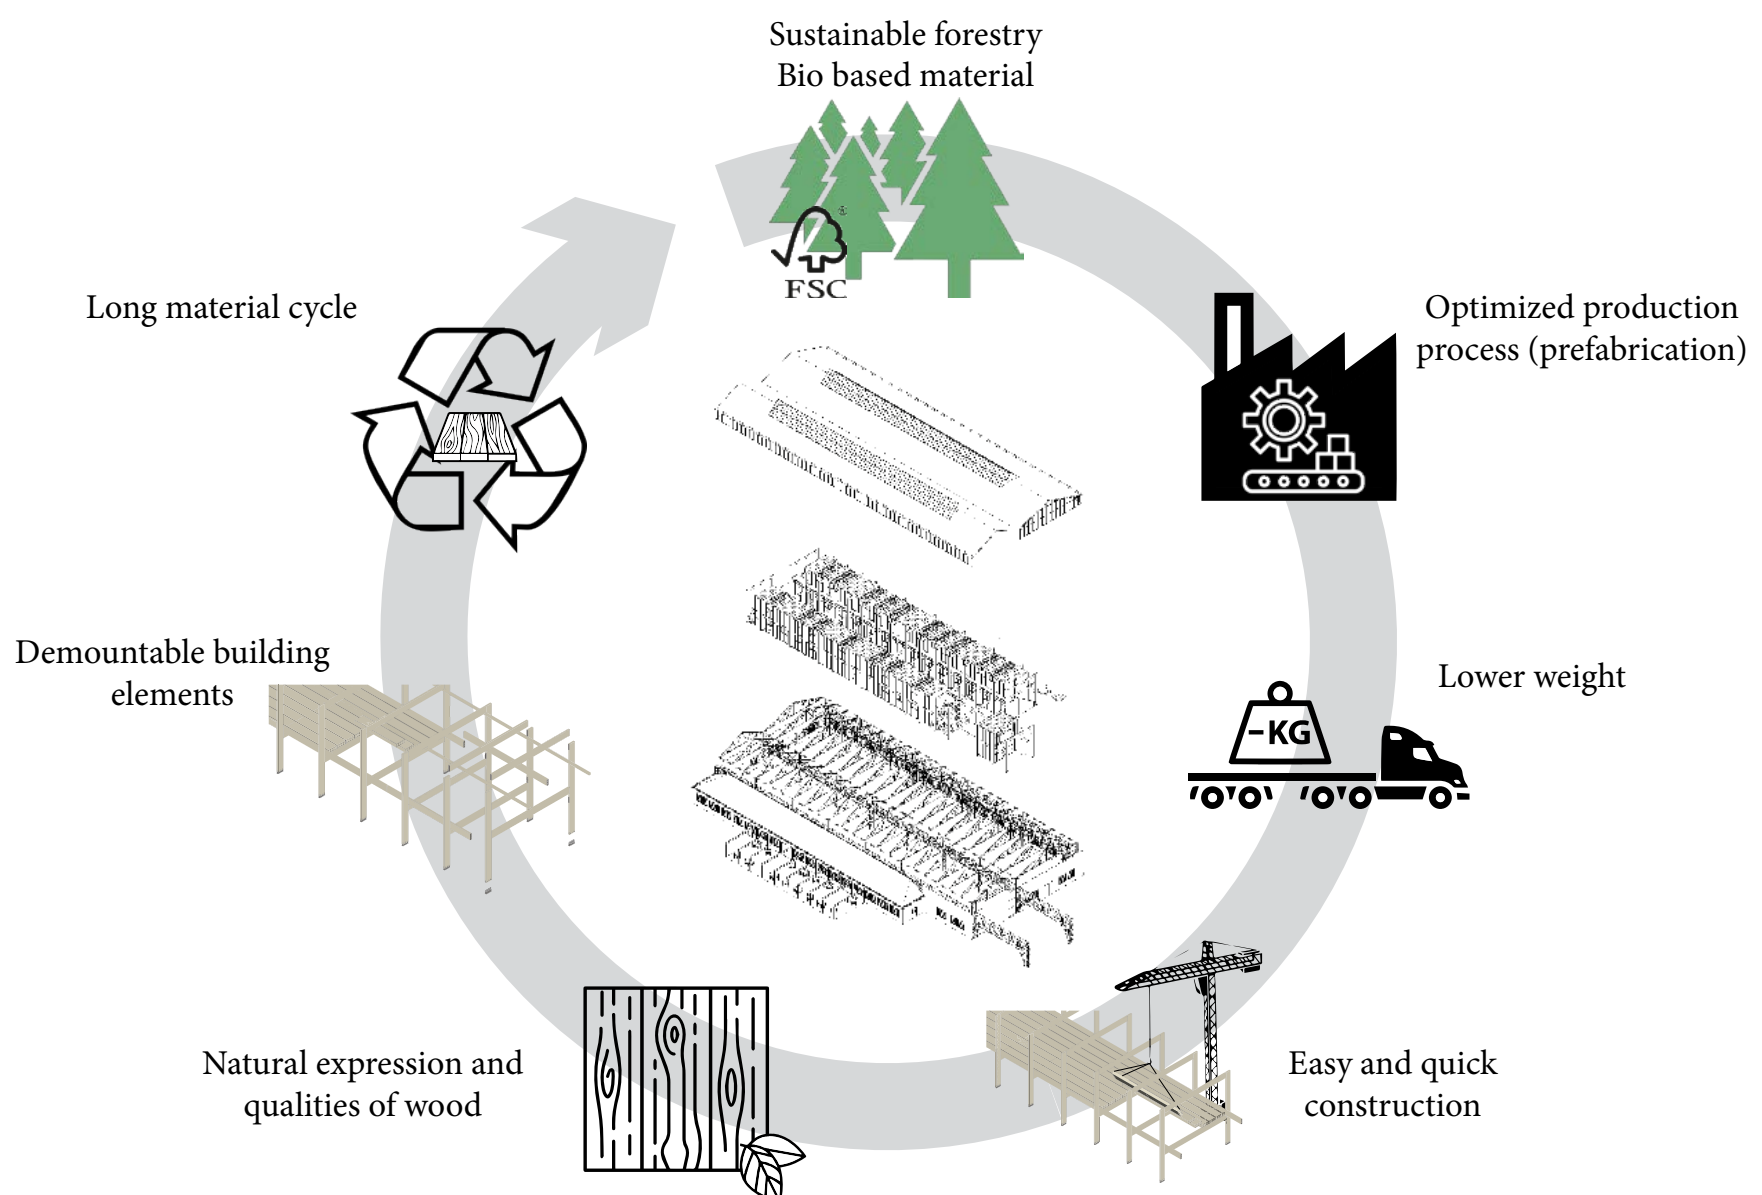 Sustainable forestry
Bio based material
®
FSC
Long material cycle
Optimized production
process (prefabrication)
Demountable building
elements
Lower weight
-KG
Natural expression and
qualities of wood
Easy and quick
construction